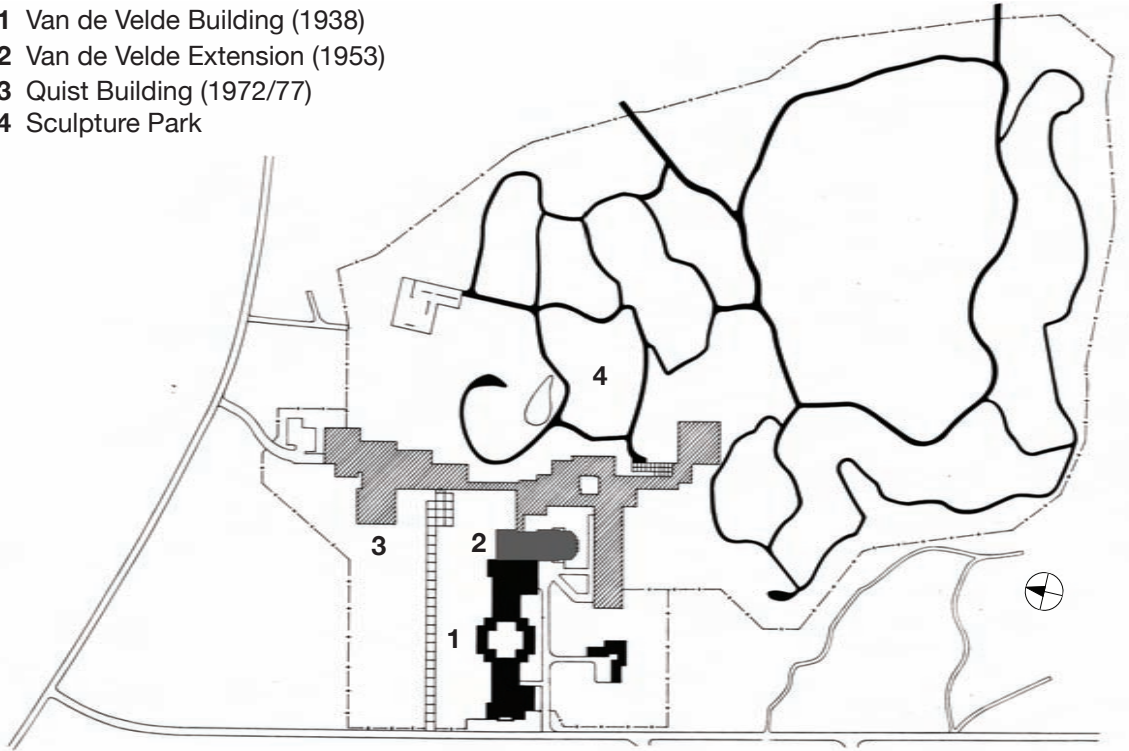 1 Van de Velde Building (1938)
2 Van de Velde Extension (1953)
3 Quist Building (1972/77)
4 Sculpture Park
4
3
2
1